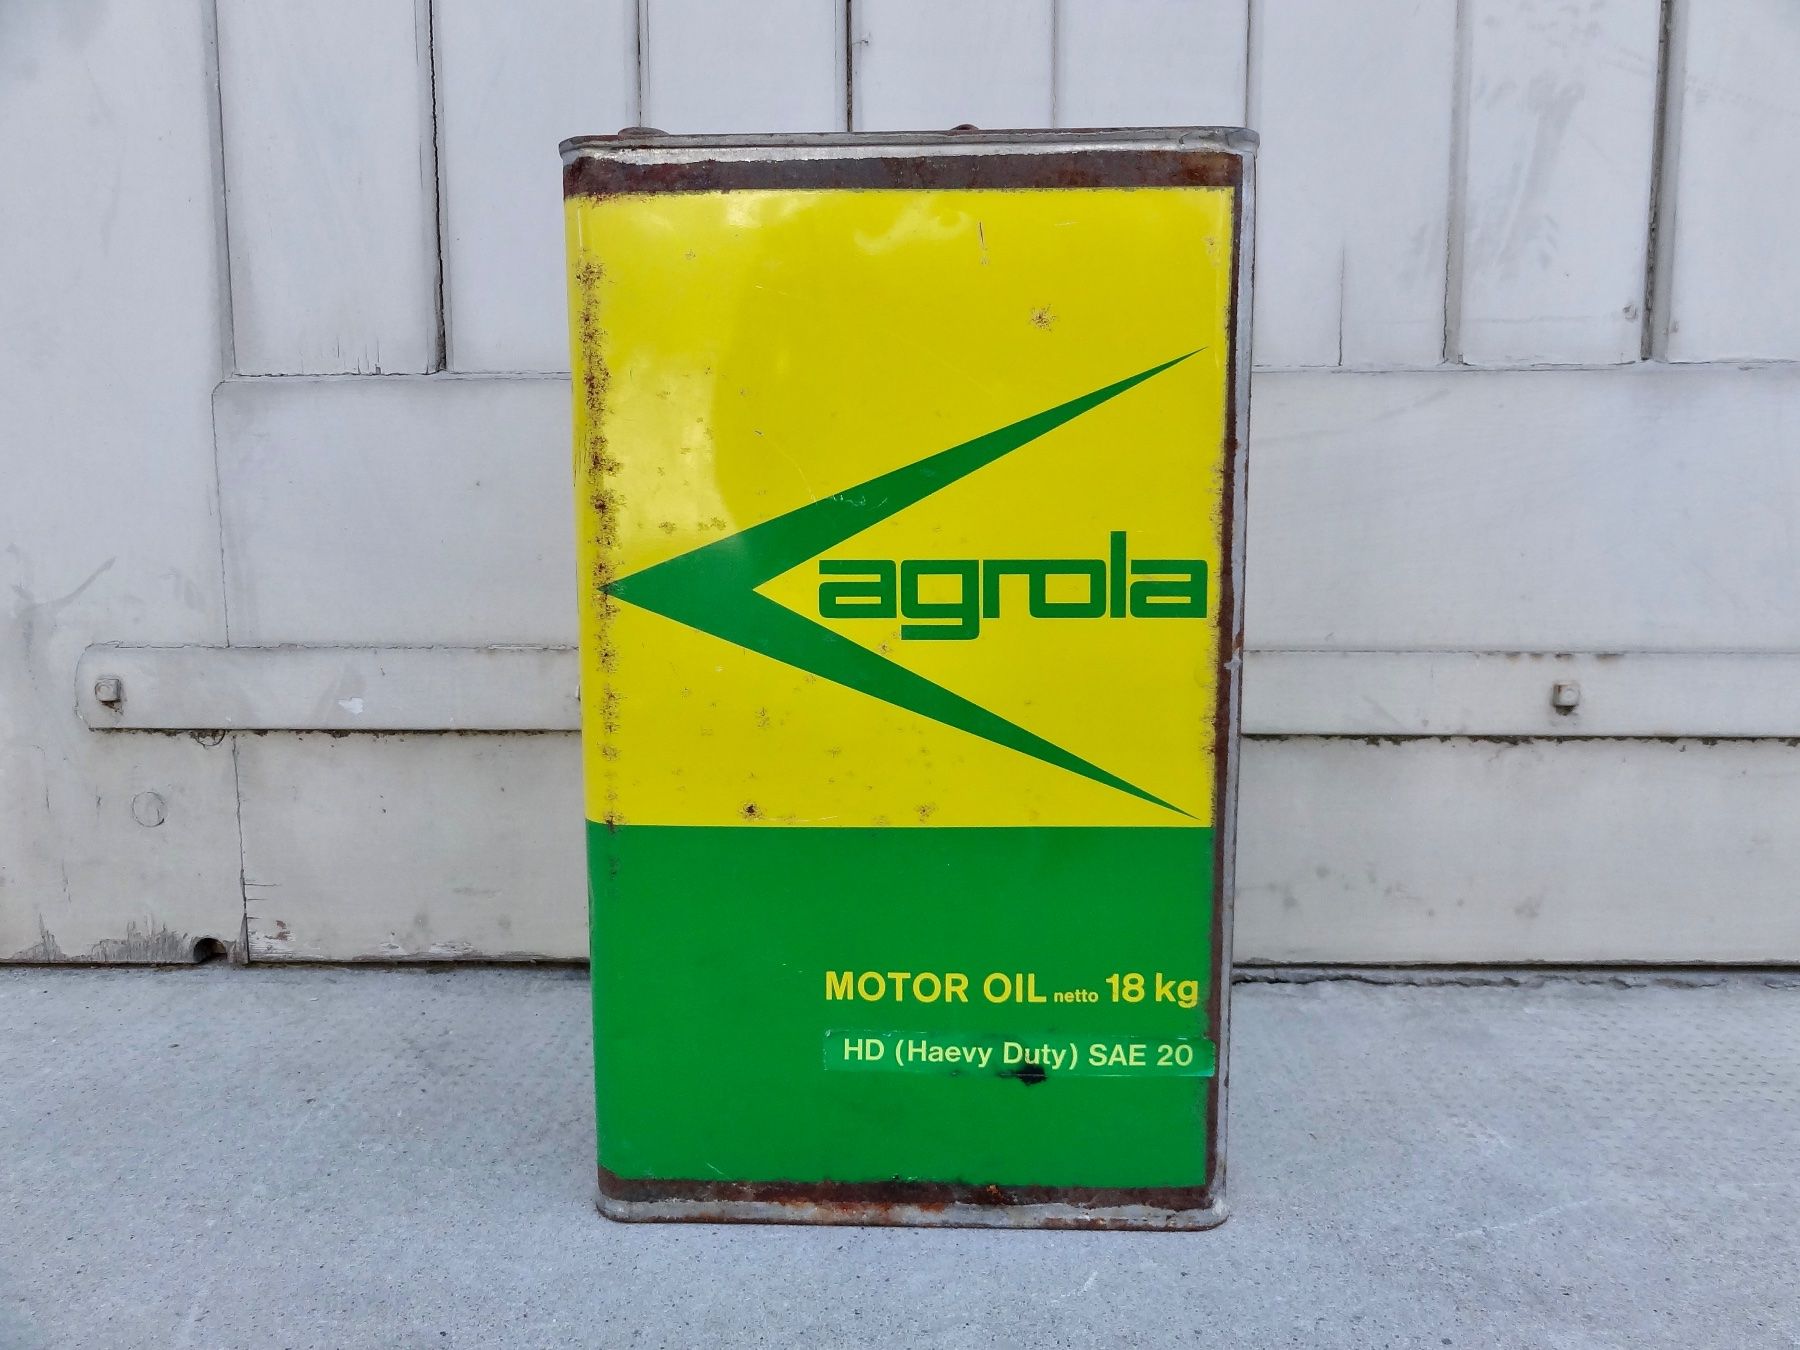 agrola
MOTOR OIL netto 18 kg
HD (Haevy Duty) SAE 20